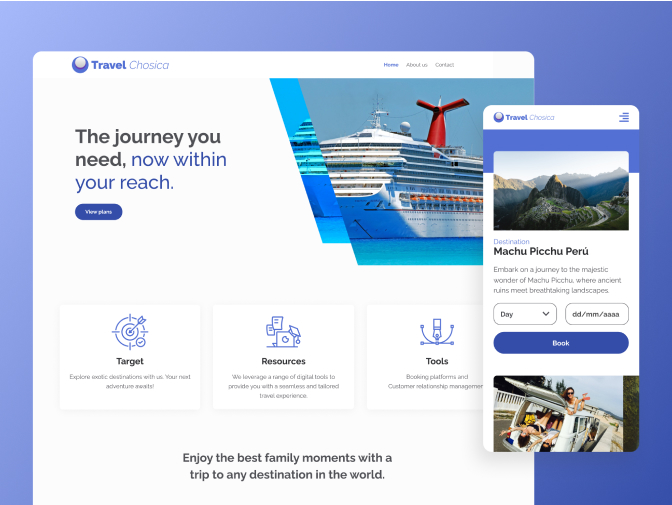 Travel Chosica
Home About us Contact
The journey you
need, now within
your reach.
View plans
Target
Explore exotic destinations with us. Your next
adventure awaits!
Resources
We leverage a range of digital tools to
provide you with a seamless and tailored
travel experience
Tools
Booking platforms and
Customer relationship managemen
Enjoy the best family moments with a
trip to any destination in the world.
Travel Chosica
Destination
Machu Picchu Perú
Embark on a journey to the majestic
wonder of Machu Picchu, where ancient
ruins meet breathtaking landscapes.
Day dd/mm/aaaa
Book